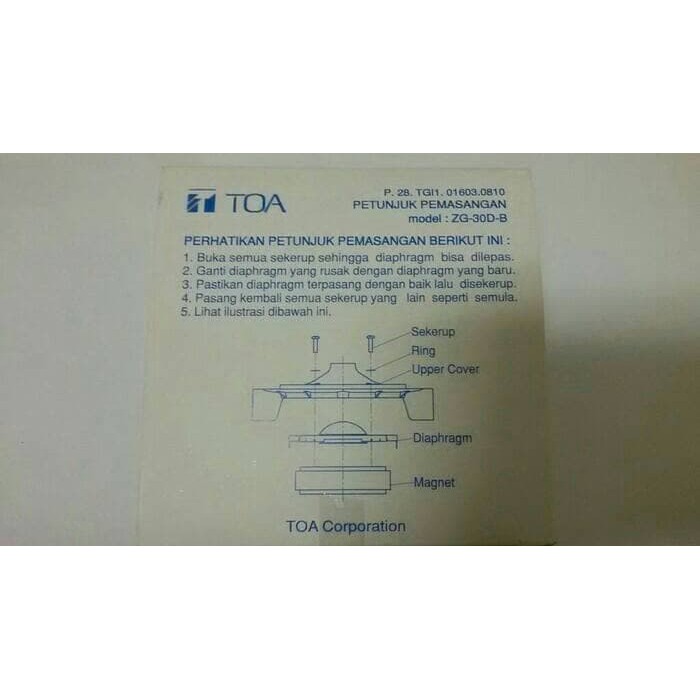 TOA
P. 28. TGI1. 01603.0810
PETUNJUK PEMASANGAN
model : ZG-30D-B
PERHATIKAN PETUNJUK PEMASANGAN BERIKUT INI :
1. Buka semua sekerup sehingga diaphragm bisa dilepas.
2. Ganti diaphragm yang rusak dengan diaphragm yang baru.
3. Pastikan diaphragm terpasang dengan baik lalu disekerup.
4. Pasang kembali semua sekerup yang lain seperti semula.
5. Lihat ilustrasi dibawah ini.
Sekerup
Ring
Upper Cover
Diaphragm
Magnet
TOA Corporation